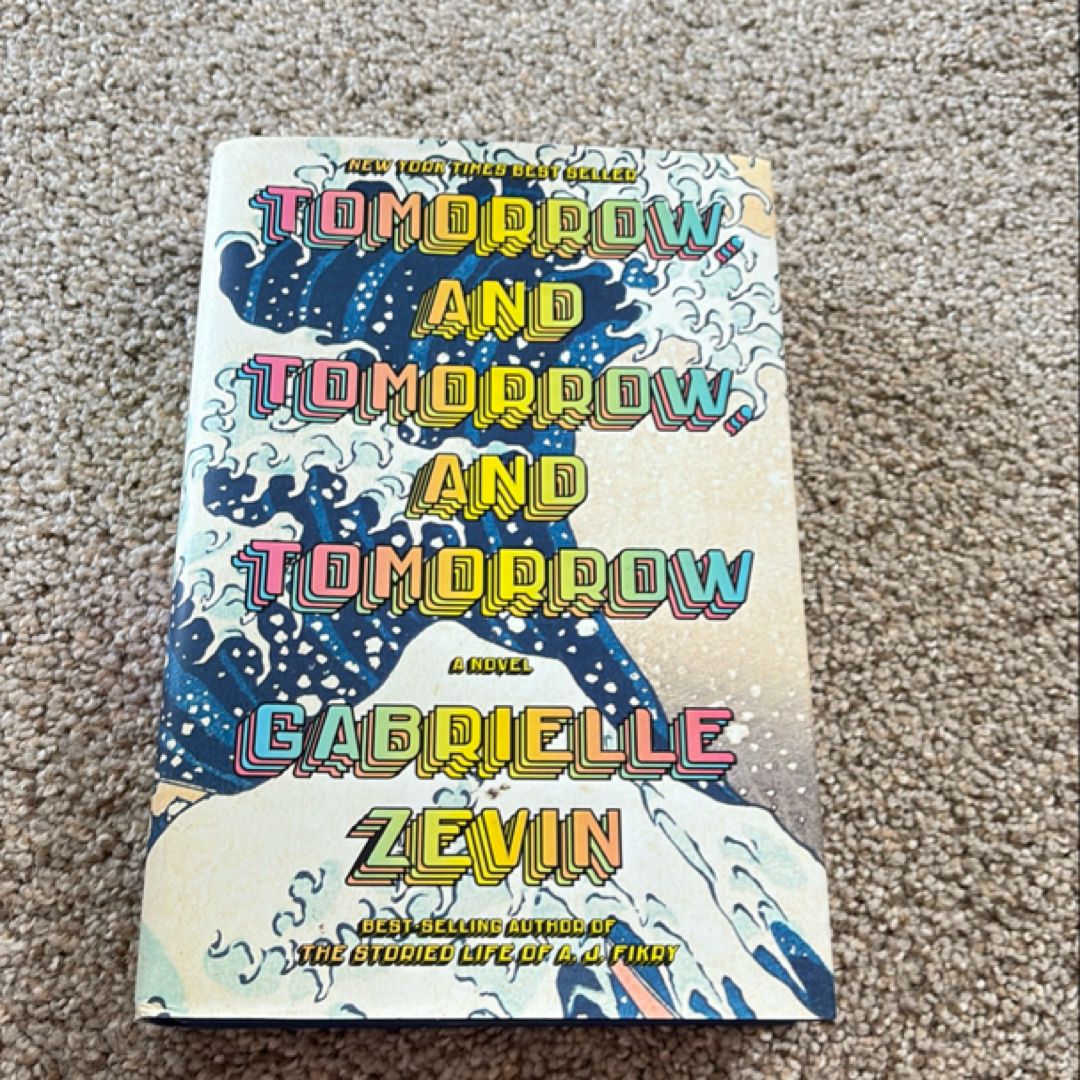 NEW YORK TIMES BEST SELLER
TOMORROW,
AND
TOMORROW,
AND
TOMORROW
A NOVEL
GABRIELLE
ZEVIN
BEST-SELLING AUTHOR OF
THE STORIED LIFE OF A. J. FIKRY